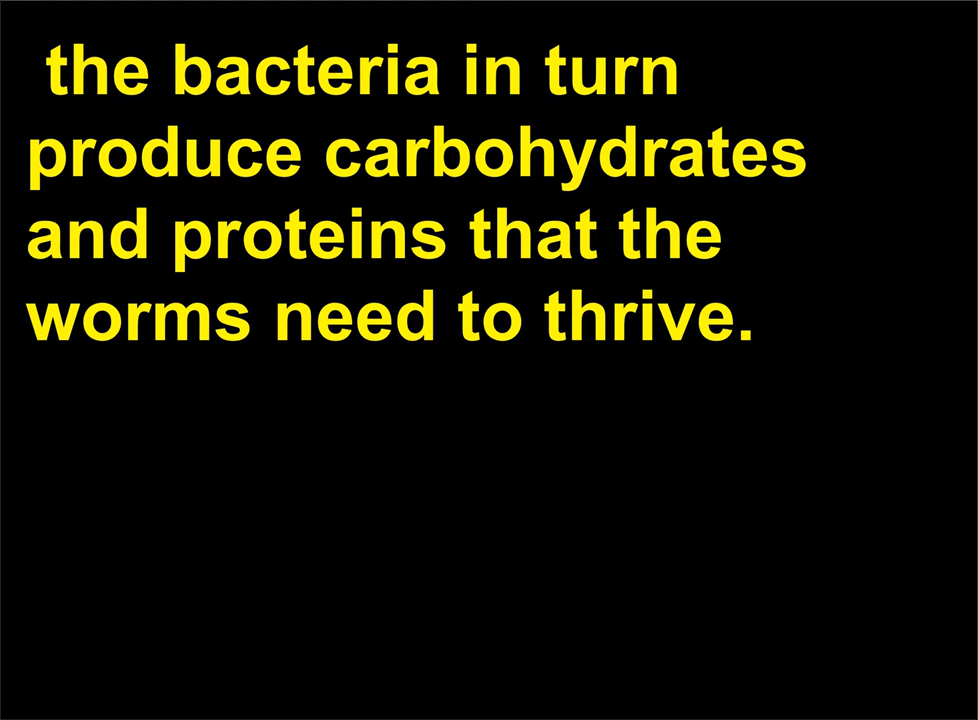 the bacteria in turn
produce carbohydrates
and proteins that the
worms need to thrive.